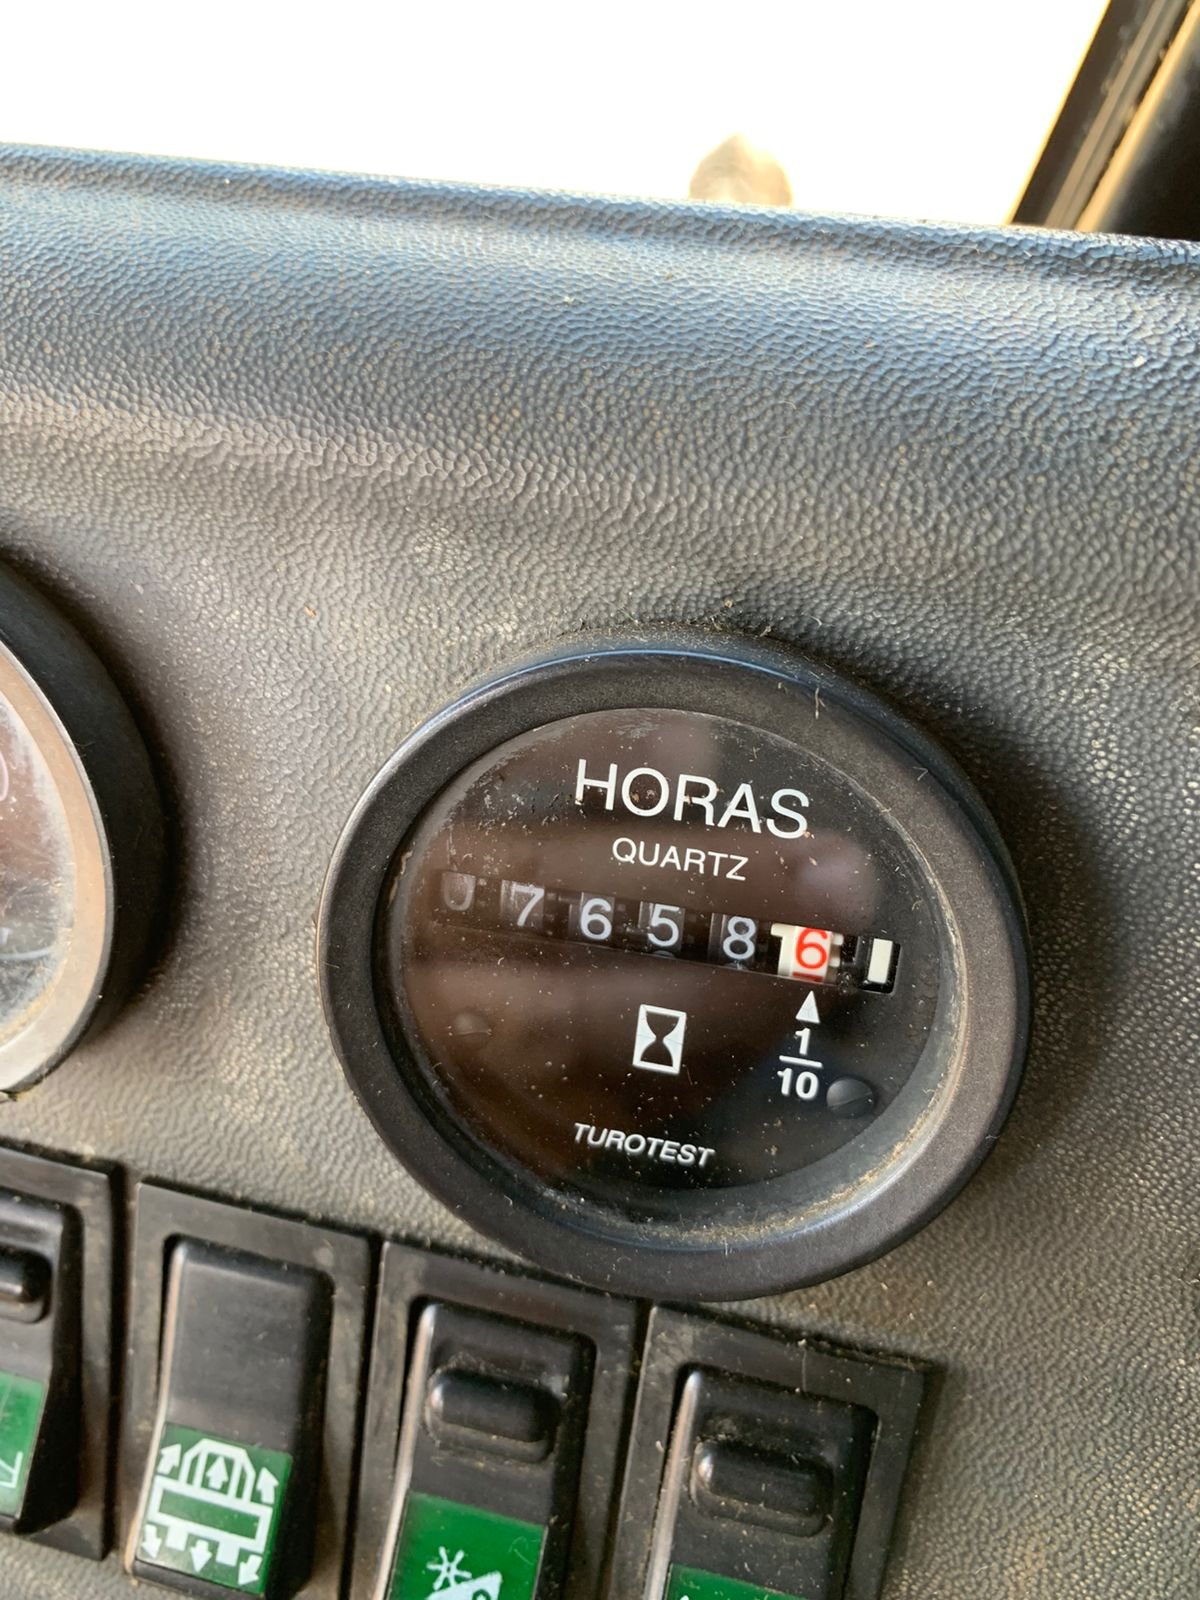 HORAS
QUARTZ
076586
1
10
TUROTEST